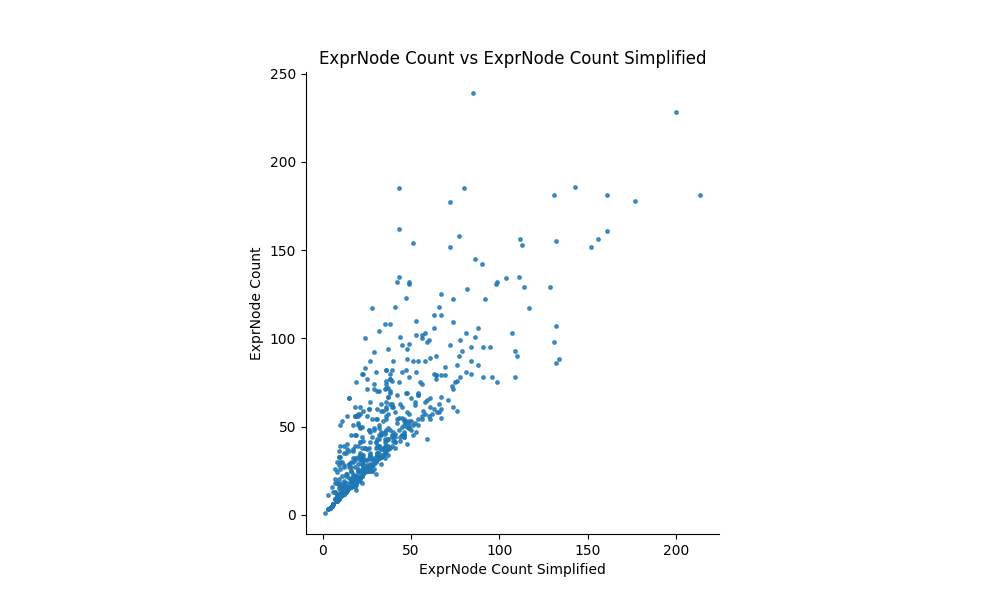 ExprNode Count vs ExprNode Count Simplified
250
200
150
100
50
0
ExprNode Count
0 50 100 150 200
ExprNode Count Simplified